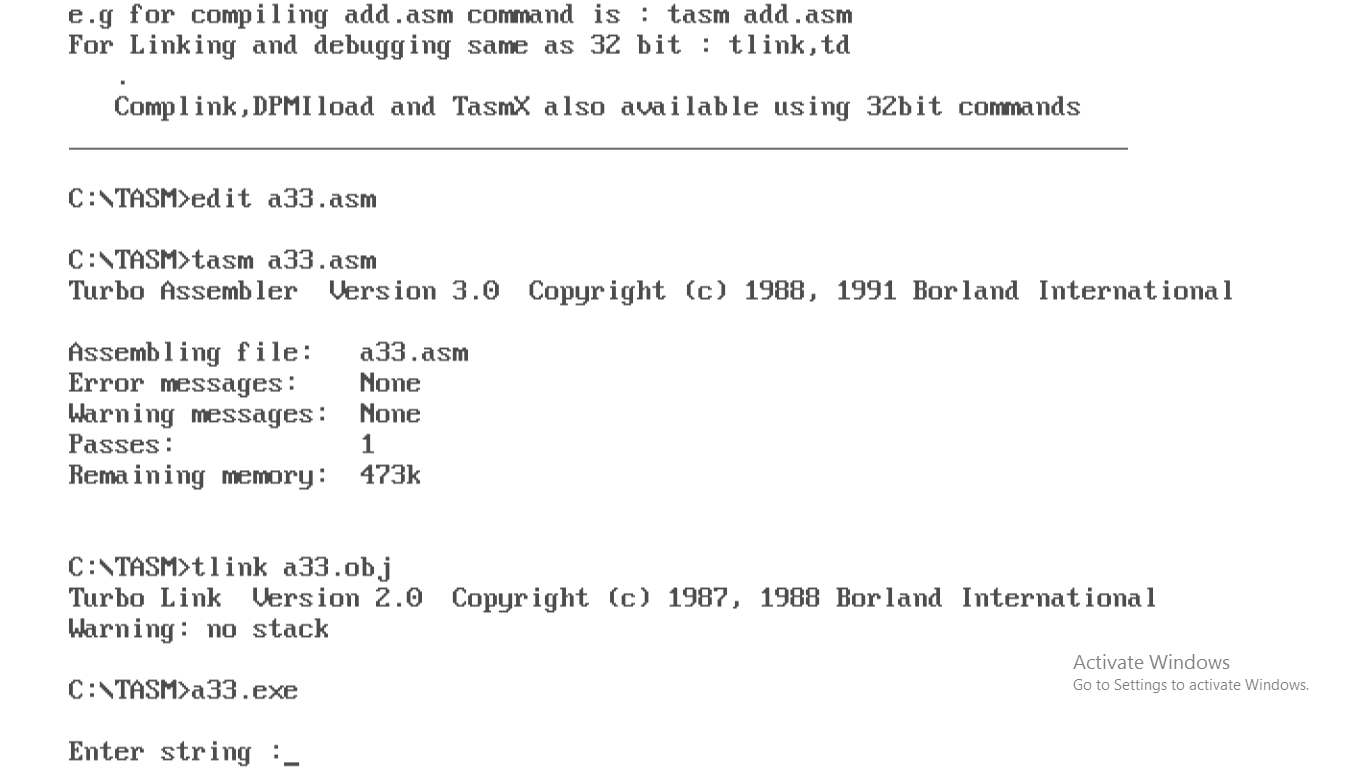 e.g for compiling add.asm command is : tasm add.asm
For Linking and debugging same as 32 bit : tlink,td
.
Complink,DPMIload and TasmX also available using 32bit commands
C:\TASM>edit a33.asm
C:\TASM>tasm a33.asm
Turbo Assembler  Version 3.0  Copyright (c) 1988, 1991 Borland International
Assembling file:   a33.asm
Error messages:    None
Warning messages:  None
Passes:            1
Remaining memory:  473k
C:\TASM>tlink a33.obj
Turbo Link  Version 2.0  Copyright (c) 1987, 1988 Borland International
Warning: no stack
C:\TASM>a33.exe
Enter string :_
Activate Windows
Go to Settings to activate Windows.